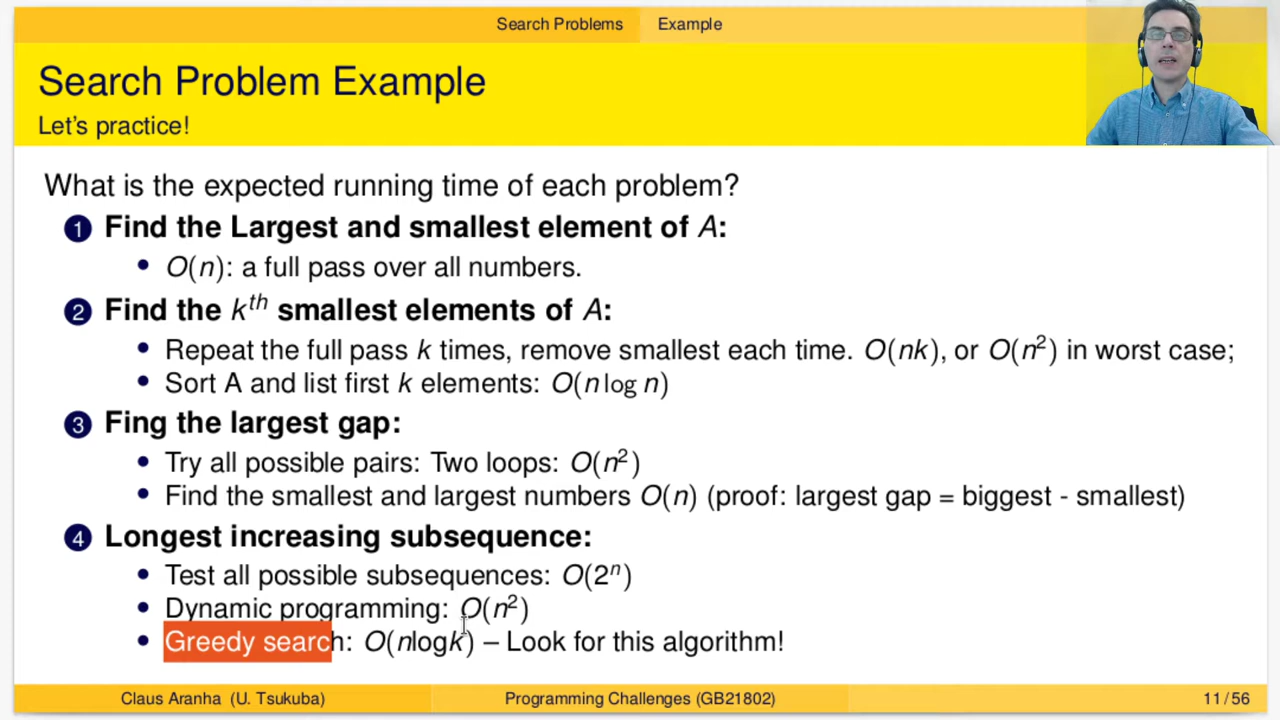 Search Problems Example
Search Problem Example
Let's practice!
What is the expected running time of each problem?
1 Find the Largest and smallest element of A:
• O(n): a full pass over all numbers.
2 Find the kᵗʰ smallest elements of A:
• Repeat the full pass k times, remove smallest each time. O(nk), or O(n²) in worst case;
• Sort A and list first k elements: O(n log n)
3 Fing the largest gap:
• Try all possible pairs: Two loops: O(n²)
• Find the smallest and largest numbers O(n) (proof: largest gap = biggest - smallest)
4 Longest increasing subsequence:
• Test all possible subsequences: O(2ⁿ)
• Dynamic programming: O(n²)
• Greedy search: O(nlogk) – Look for this algorithm!
Claus Aranha (U. Tsukuba) Programming Challenges (GB21802) 11 / 56